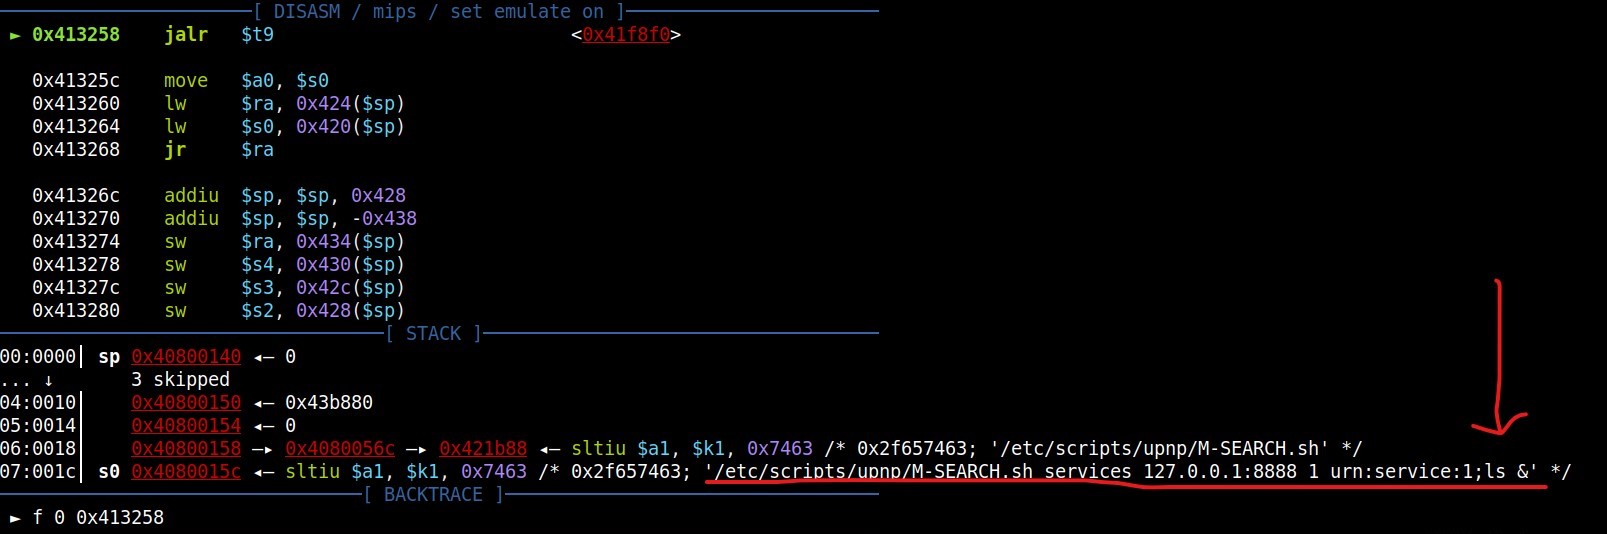 [ DISASM / mips / set emulate on ]
► 0x413258 jalr $t9 <0x41f8f0>
0x41325c move $a0, $s0
0x413260 lw $ra, 0x424($sp)
0x413264 lw $s0, 0x420($sp)
0x413268 jr $ra
0x41326c addiu $sp, $sp, 0x428
0x413270 addiu $sp, $sp, -0x438
0x413274 sw $ra, 0x434($sp)
0x413278 sw $s4, 0x430($sp)
0x41327c sw $s3, 0x42c($sp)
0x413280 sw $s2, 0x428($sp)
[ STACK ]
00:0000│ sp 0x40800140 ◂— 0
... ↓ 3 skipped
04:0010│ 0x40800150 ◂— 0x43b880
05:0014│ 0x40800154 ◂— 0
06:0018│ 0x40800158 —▸ 0x4080056c —▸ 0x421b88 ◂— sltiu $a1, $k1, 0x7463 /* 0x2f657463; '/etc/scripts/upnp/M-SEARCH.sh' */
07:001c│ s0 0x4080015c ◂— sltiu $a1, $k1, 0x7463 /* 0x2f657463; '/etc/scripts/upnp/M-SEARCH.sh services 127.0.0.1:8888 1 urn:service:1;ls &' */
[ BACKTRACE ]
► f 0 0x413258